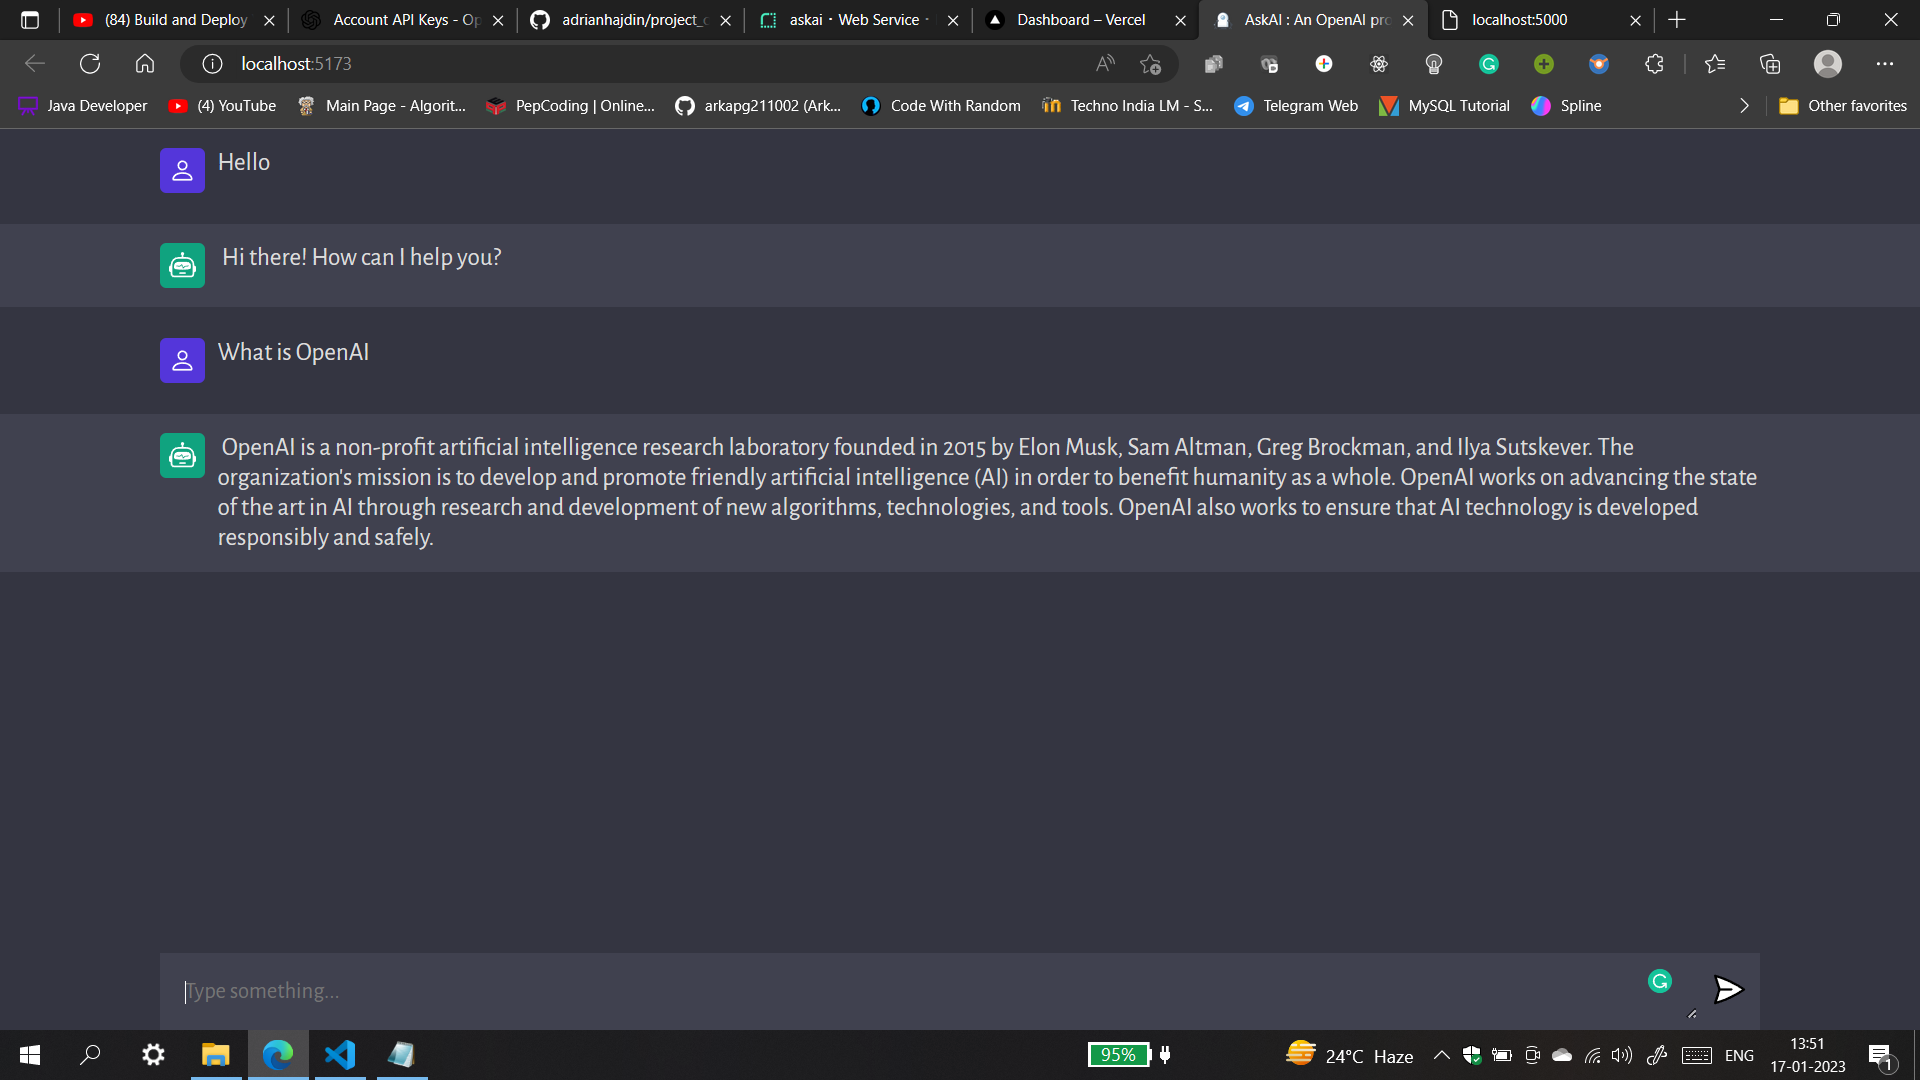 (84) Build and Deploy
Account API Keys - Op
adrianhajdin/project_c
askai · Web Service ·
Dashboard – Vercel
AskAI : An OpenAI pro
localhost:5000
localhost:5173
Java Developer
(4) YouTube
Main Page - Algorit...
PepCoding | Online...
arkapg211002 (Ark...
Code With Random
Techno India LM - S...
Telegram Web
MySQL Tutorial
Spline
Other favorites
Hello
Hi there! How can I help you?
What is OpenAI
OpenAI is a non-profit artificial intelligence research laboratory founded in 2015 by Elon Musk, Sam Altman, Greg Brockman, and Ilya Sutskever. The
organization's mission is to develop and promote friendly artificial intelligence (AI) in order to benefit humanity as a whole. OpenAI works on advancing the state
of the art in AI through research and development of new algorithms, technologies, and tools. OpenAI also works to ensure that AI technology is developed
responsibly and safely.
Type something...
95%
24°C Haze
ENG
13:51
17-01-2023
1